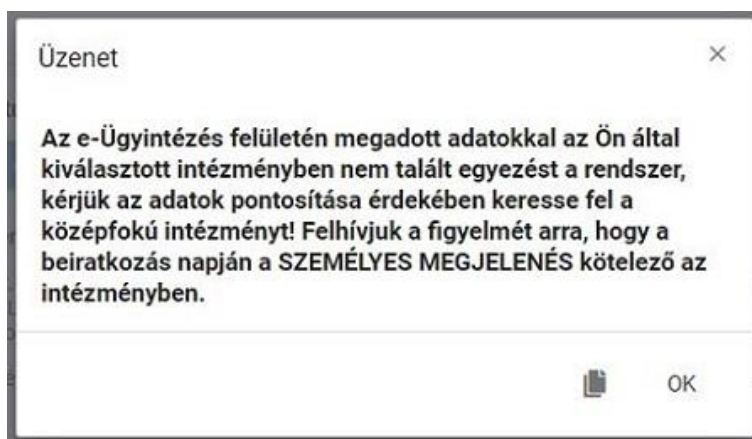 Üzenet
Az e-Ügyintézés felületén megadott adatokkal az Ön által
kiválasztott intézményben nem talált egyezést a rendszer,
kérjük az adatok pontosítása érdekében keresse fel a
középfokú intézményt! Felhívjuk a figyelmét arra, hogy a
beiratkozás napján a SZEMÉLYES MEGJELENÉS kötelező az
intézményben.
OK